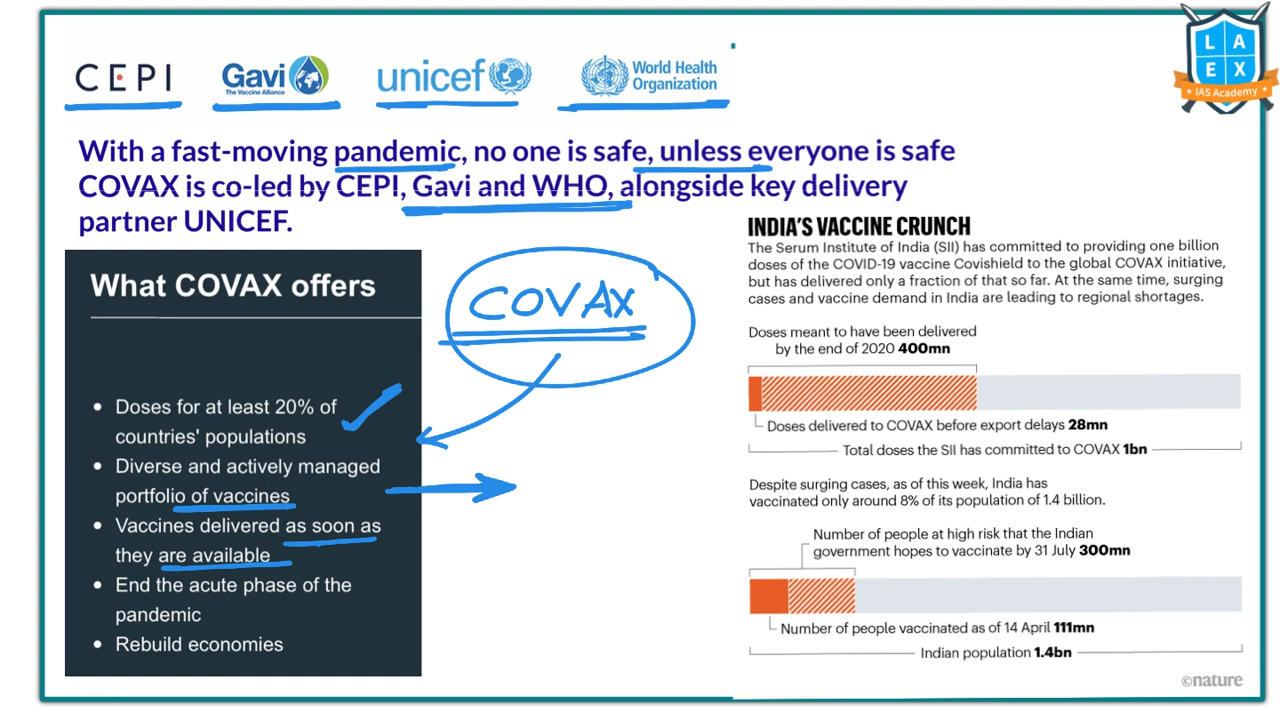 CEPI
Gavi
The Vaccine Alliance
unicef
World Health
Organization
L A
E X
IAS Academy
With a fast-moving pandemic, no one is safe, unless everyone is safe
COVAX is co-led by CEPI, Gavi and WHO, alongside key delivery
partner UNICEF.
What COVAX offers
• Doses for at least 20% of
countries' populations
• Diverse and actively managed
portfolio of vaccines
• Vaccines delivered as soon as
they are available
• End the acute phase of the
pandemic
• Rebuild economies
COVAX
INDIA'S VACCINE CRUNCH
The Serum Institute of India (SII) has committed to providing one billion
doses of the COVID-19 vaccine Covishield to the global COVAX initiative,
but has delivered only a fraction of that so far. At the same time, surging
cases and vaccine demand in India are leading to regional shortages.
Doses meant to have been delivered
by the end of 2020 400mn
Doses delivered to COVAX before export delays 28mn
Total doses the SII has committed to COVAX 1bn
Despite surging cases, as of this week, India has
vaccinated only around 8% of its population of 1.4 billion.
Number of people at high risk that the Indian
government hopes to vaccinate by 31 July 300mn
Number of people vaccinated as of 14 April 111mn
Indian population 1.4bn
©nature